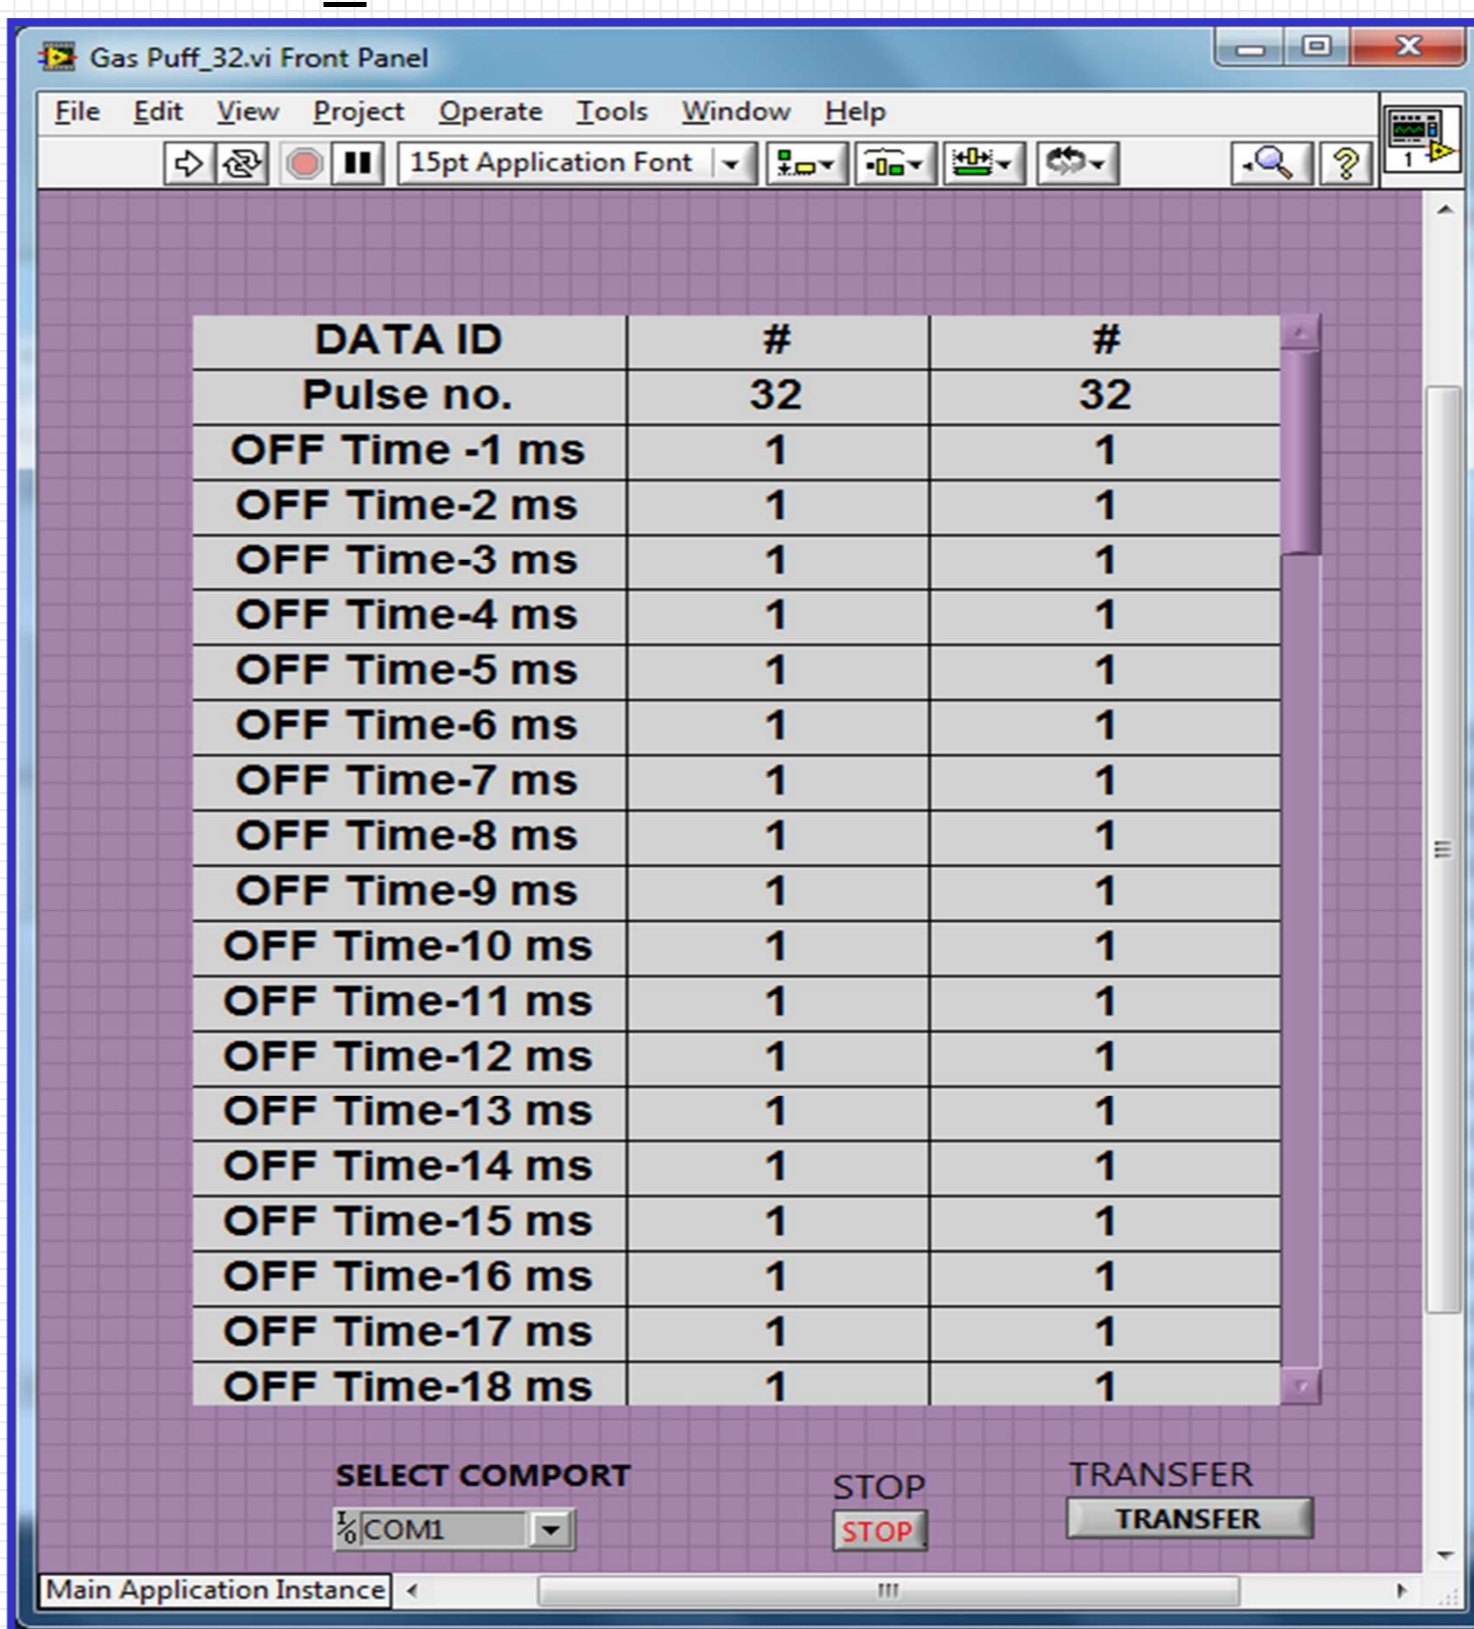 Gas Puff_32.vi Front Panel
File Edit View Project Operate Tools Window Help
15pt Application Font
1
DATA ID # #
Pulse no. 32 32
OFF Time -1 ms 1 1
OFF Time-2 ms 1 1
OFF Time-3 ms 1 1
OFF Time-4 ms 1 1
OFF Time-5 ms 1 1
OFF Time-6 ms 1 1
OFF Time-7 ms 1 1
OFF Time-8 ms 1 1
OFF Time-9 ms 1 1
OFF Time-10 ms 1 1
OFF Time-11 ms 1 1
OFF Time-12 ms 1 1
OFF Time-13 ms 1 1
OFF Time-14 ms 1 1
OFF Time-15 ms 1 1
OFF Time-16 ms 1 1
OFF Time-17 ms 1 1
OFF Time-18 ms 1 1
SELECT COMPORT STOP TRANSFER
I/O COM1 STOP TRANSFER
Main Application Instance